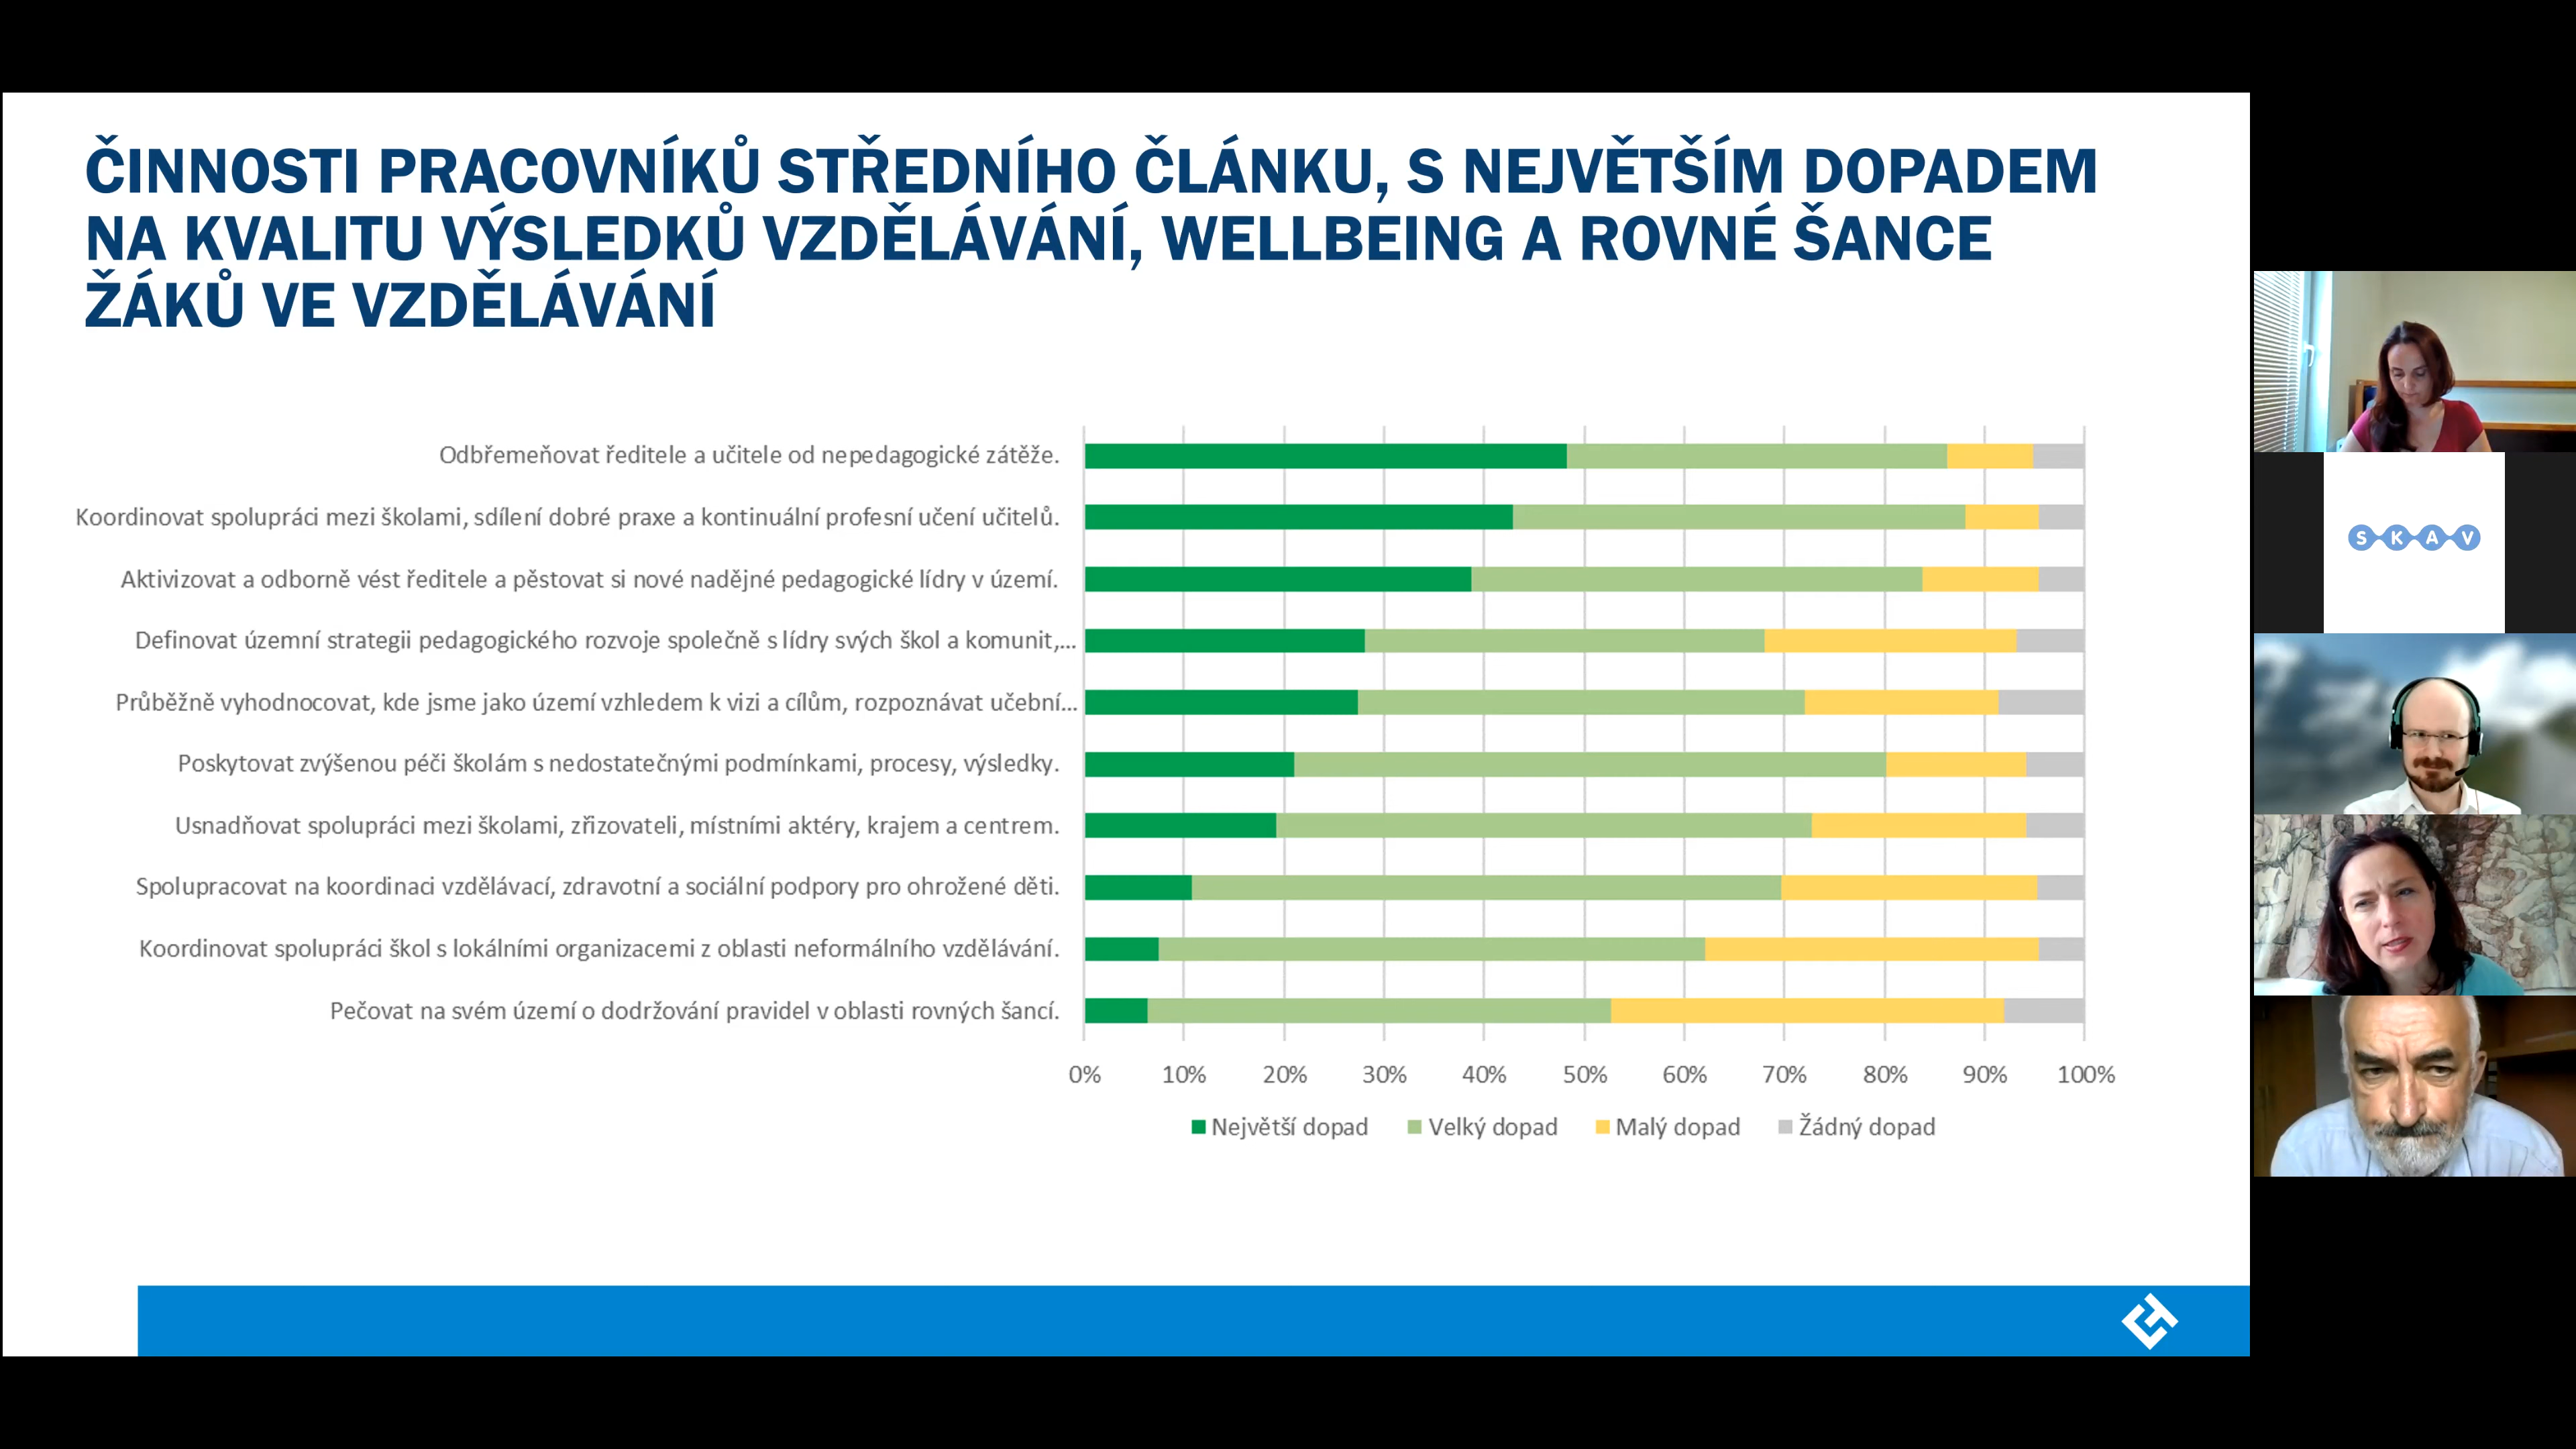 ČINNOSTI PRACOVNÍKŮ STŘEDNÍHO ČLÁNKU, S NEJVĚTŠÍM DOPADEM
NA KVALITU VÝSLEDKŮ VZDĚLÁVÁNÍ, WELLBEING A ROVNÉ ŠANCE
ŽÁKŮ VE VZDĚLÁVÁNÍ
Odbřemeňovat ředitele a učitele od nepedagogické zátěže.
Koordinovat spolupráci mezi školami, sdílení dobré praxe a kontinuální profesní učení učitelů.
Aktivizovat a odborně vést ředitele a pěstovat si nové nadějné pedagogické lídry v území.
Definovat územní strategii pedagogického rozvoje společně s lídry svých škol a komunit,...
Průběžně vyhodnocovat, kde jsme jako území vzhledem k vizi a cílům, rozpoznávat učební...
Poskytovat zvýšenou péči školám s nedostatečnými podmínkami, procesy, výsledky.
Usnadňovat spolupráci mezi školami, zřizovateli, místními aktéry, krajem a centrem.
Spolupracovat na koordinaci vzdělávací, zdravotní a sociální podpory pro ohrožené děti.
Koordinovat spolupráci škol s lokálními organizacemi z oblasti neformálního vzdělávání.
Pečovat na svém území o dodržování pravidel v oblasti rovných šancí.
0% 10% 20% 30% 40% 50% 60% 70% 80% 90% 100%
Největší dopad Velký dopad Malý dopad Žádný dopad
SKAV